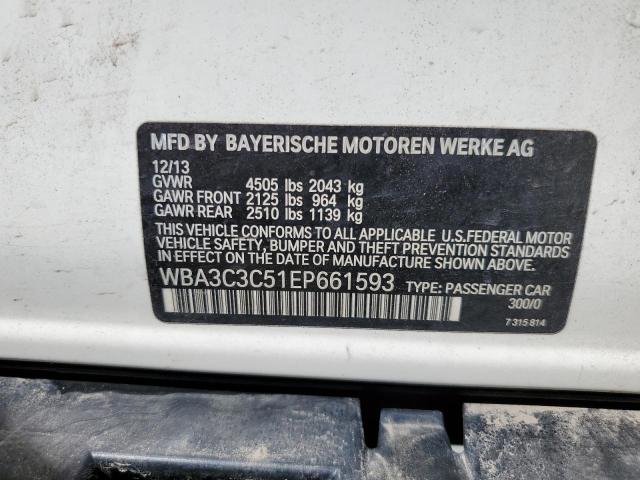 MFD BY BAYERISCHE MOTOREN WERKE AG
12/13
GVWR 4505 lbs 2043 kg
GAWR FRONT 2125 lbs 964 kg
GAWR REAR 2510 lbs 1139 kg
THIS VEHICLE CONFORMS TO ALL APPLICABLE U.S.FEDERAL MOTOR
VEHICLE SAFETY, BUMPER AND THEFT PREVENTION STANDARDS
IN EFFECT ON THE DATE OF MANUFACTURE SHOWN ABOVE.
WBA3C3C51EP661593 TYPE: PASSENGER CAR
300/0
7 315 814